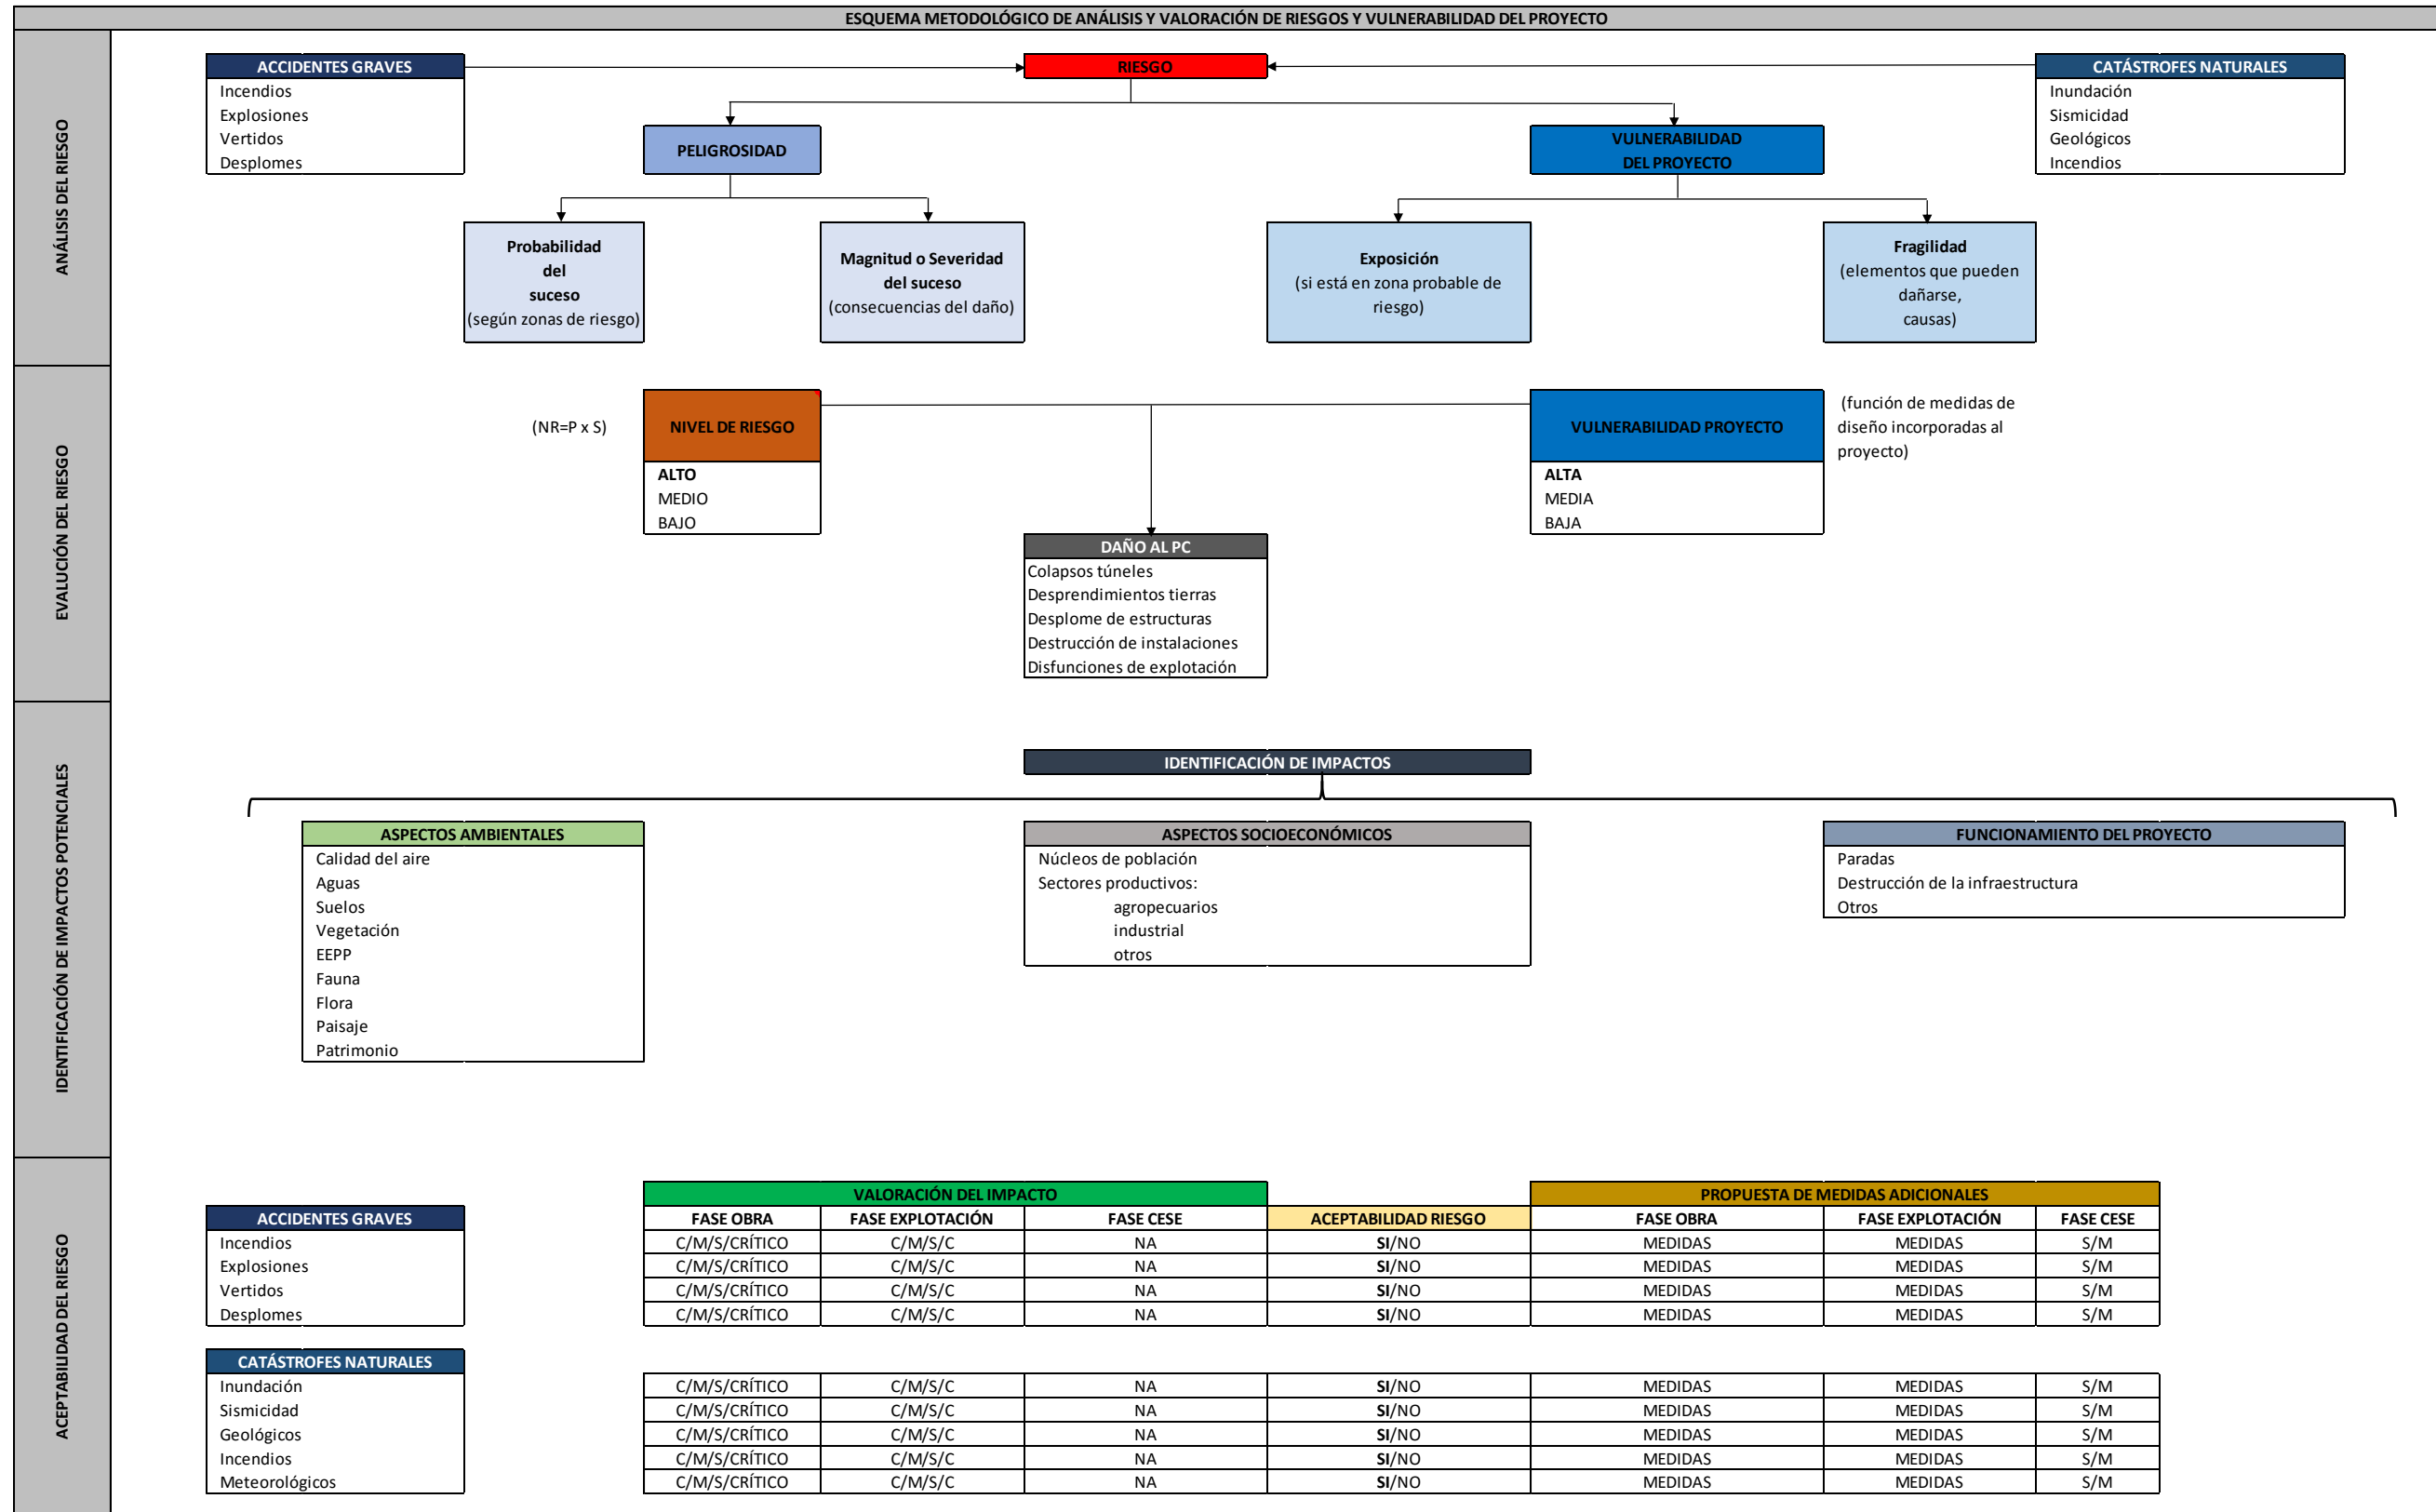 ESQUEMA METODOLÓGICO DE ANÁLISIS Y VALORACIÓN DE RIESGOS Y VULNERABILIDAD DEL PROYECTO
ANÁLISIS DEL RIESGO
ACCIDENTES GRAVES
Incendios
Explosiones
Vertidos
Desplomes
RIESGO
CATÁSTROFES NATURALES
Inundación
Sismicidad
Geológicos
Incendios
PELIGROSIDAD
VULNERABILIDAD
DEL PROYECTO
Probabilidad
del
suceso
(según zonas de riesgo)
Magnitud o Severidad
del suceso
(consecuencias del daño)
Exposición
(si está en zona probable de
riesgo)
Fragilidad
(elementos que pueden
dañarse,
causas)
EVALUCIÓN DEL RIESGO
(NR=P x S)
NIVEL DE RIESGO
ALTO
MEDIO
BAJO
VULNERABILIDAD PROYECTO
ALTA
MEDIA
BAJA
(función de medidas de
diseño incorporadas al
proyecto)
DAÑO AL PC
Colapsos túneles
Desprendimientos tierras
Desplome de estructuras
Destrucción de instalaciones
Disfunciones de explotación
IDENTIFICACIÓN DE IMPACTOS POTENCIALES
IDENTIFICACIÓN DE IMPACTOS
ASPECTOS AMBIENTALES
Calidad del aire
Aguas
Suelos
Vegetación
EEPP
Fauna
Flora
Paisaje
Patrimonio
ASPECTOS SOCIOECONÓMICOS
Núcleos de población
Sectores productivos:
agropecuarios
industrial
otros
FUNCIONAMIENTO DEL PROYECTO
Paradas
Destrucción de la infraestructura
Otros
ACEPTABILIDAD DEL RIESGO
VALORACIÓN DEL IMPACTO PROPUESTA DE MEDIDAS ADICIONALES
ACCIDENTES GRAVES FASE OBRA FASE EXPLOTACIÓN FASE CESE ACEPTABILIDAD RIESGO FASE OBRA FASE EXPLOTACIÓN FASE CESE
Incendios C/M/S/CRÍTICO C/M/S/C NA SI/NO MEDIDAS MEDIDAS S/M
Explosiones C/M/S/CRÍTICO C/M/S/C NA SI/NO MEDIDAS MEDIDAS S/M
Vertidos C/M/S/CRÍTICO C/M/S/C NA SI/NO MEDIDAS MEDIDAS S/M
Desplomes C/M/S/CRÍTICO C/M/S/C NA SI/NO MEDIDAS MEDIDAS S/M
CATÁSTROFES NATURALES
Inundación C/M/S/CRÍTICO C/M/S/C NA SI/NO MEDIDAS MEDIDAS S/M
Sismicidad C/M/S/CRÍTICO C/M/S/C NA SI/NO MEDIDAS MEDIDAS S/M
Geológicos C/M/S/CRÍTICO C/M/S/C NA SI/NO MEDIDAS MEDIDAS S/M
Incendios C/M/S/CRÍTICO C/M/S/C NA SI/NO MEDIDAS MEDIDAS S/M
Meteorológicos C/M/S/CRÍTICO C/M/S/C NA SI/NO MEDIDAS MEDIDAS S/M